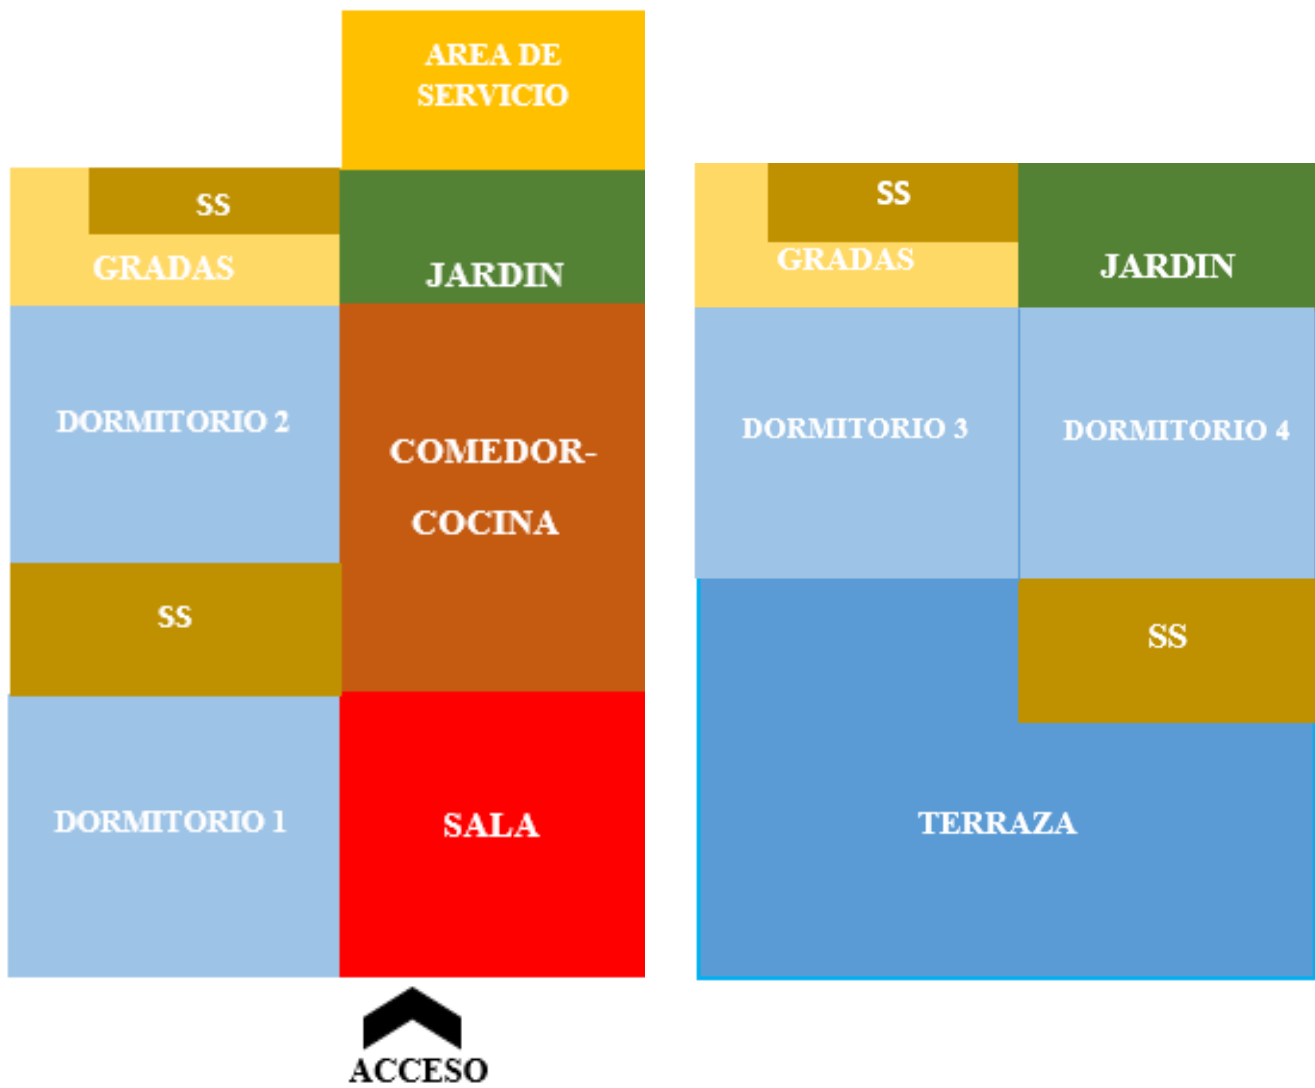 AREA DE
SERVICIO
SS
GRADAS
JARDIN
DORMITORIO 2
COMEDOR-
COCINA
SS
DORMITORIO 1
SALA
ACCESO
SS
GRADAS
JARDIN
DORMITORIO 3
DORMITORIO 4
SS
TERRAZA